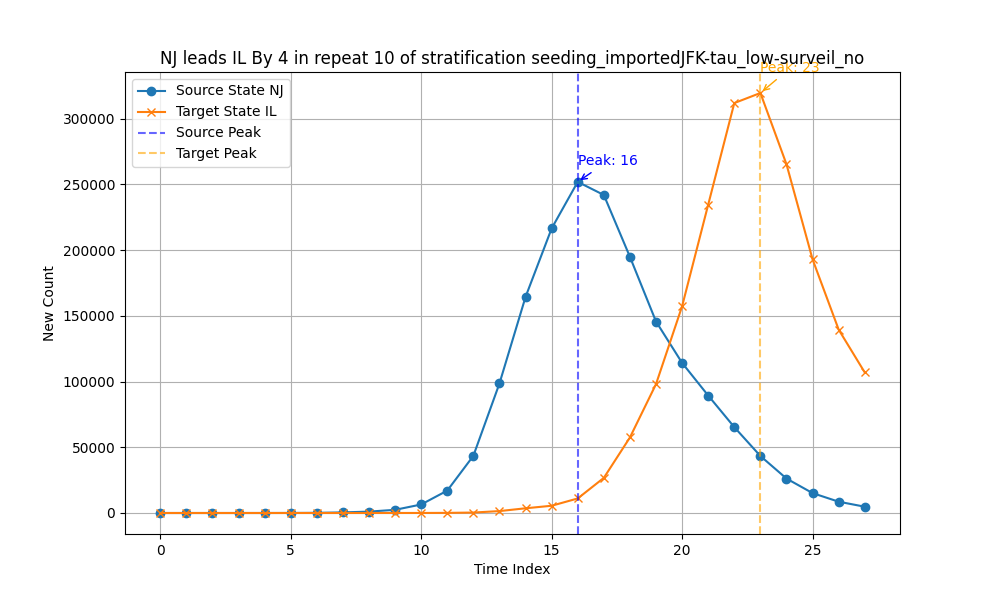 NJ leads IL By 4 in repeat 10 of stratification seeding_importedJFK-tau_low-surveil_no
Peak: 23
Source State NJ
Target State IL
Source Peak
Target Peak
Peak: 16
New Count
300000
250000
200000
150000
100000
50000
0
0 5 10 15 20 25
Time Index